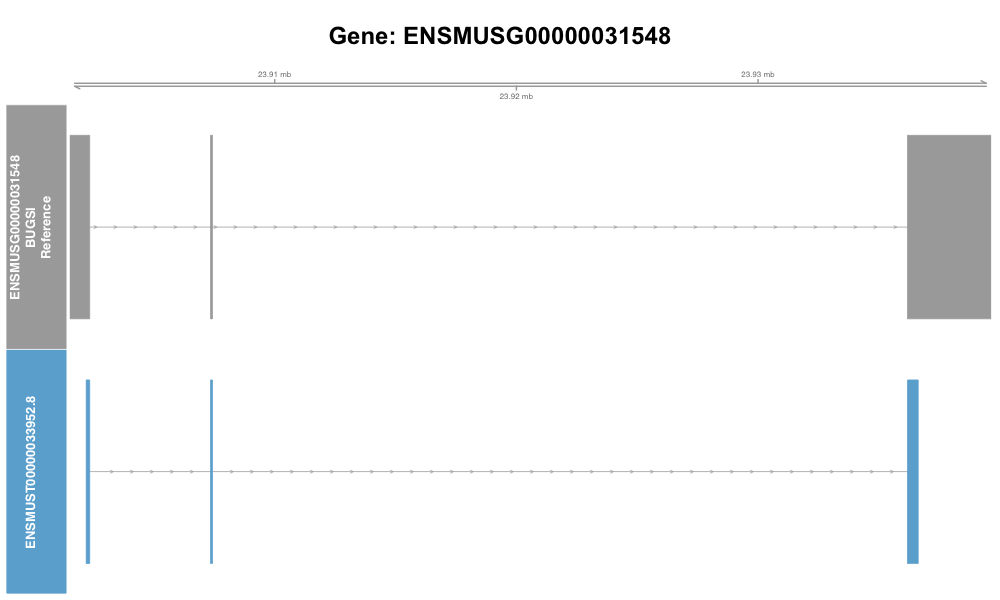 Gene: ENSMUSG00000031548
23.91 mb
23.93 mb
23.92 mb
ENSMUSG00000031548
BUGSI
Reference
ENSMUST00000033952.8